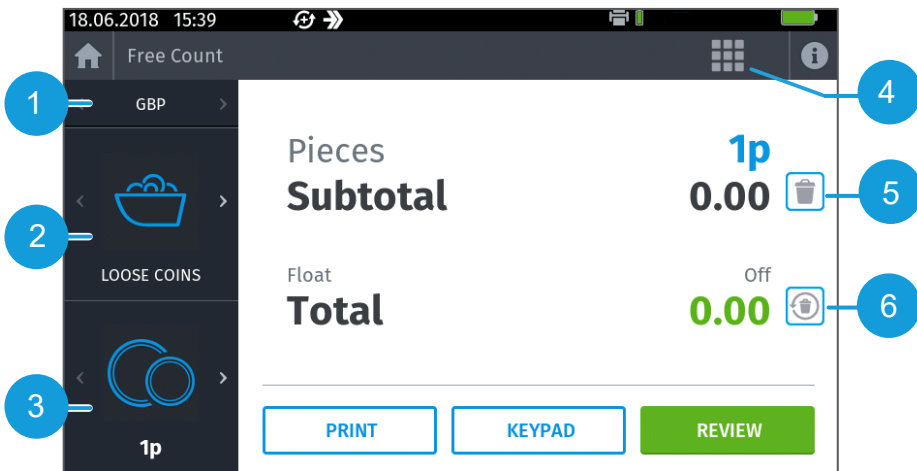 18.06.2018 15:39
Free Count
1
GBP
4
Pieces 1p
Subtotal 0.00
5
2
LOOSE COINS
Float Off
Total 0.00
6
3
1p
PRINT KEYPAD REVIEW